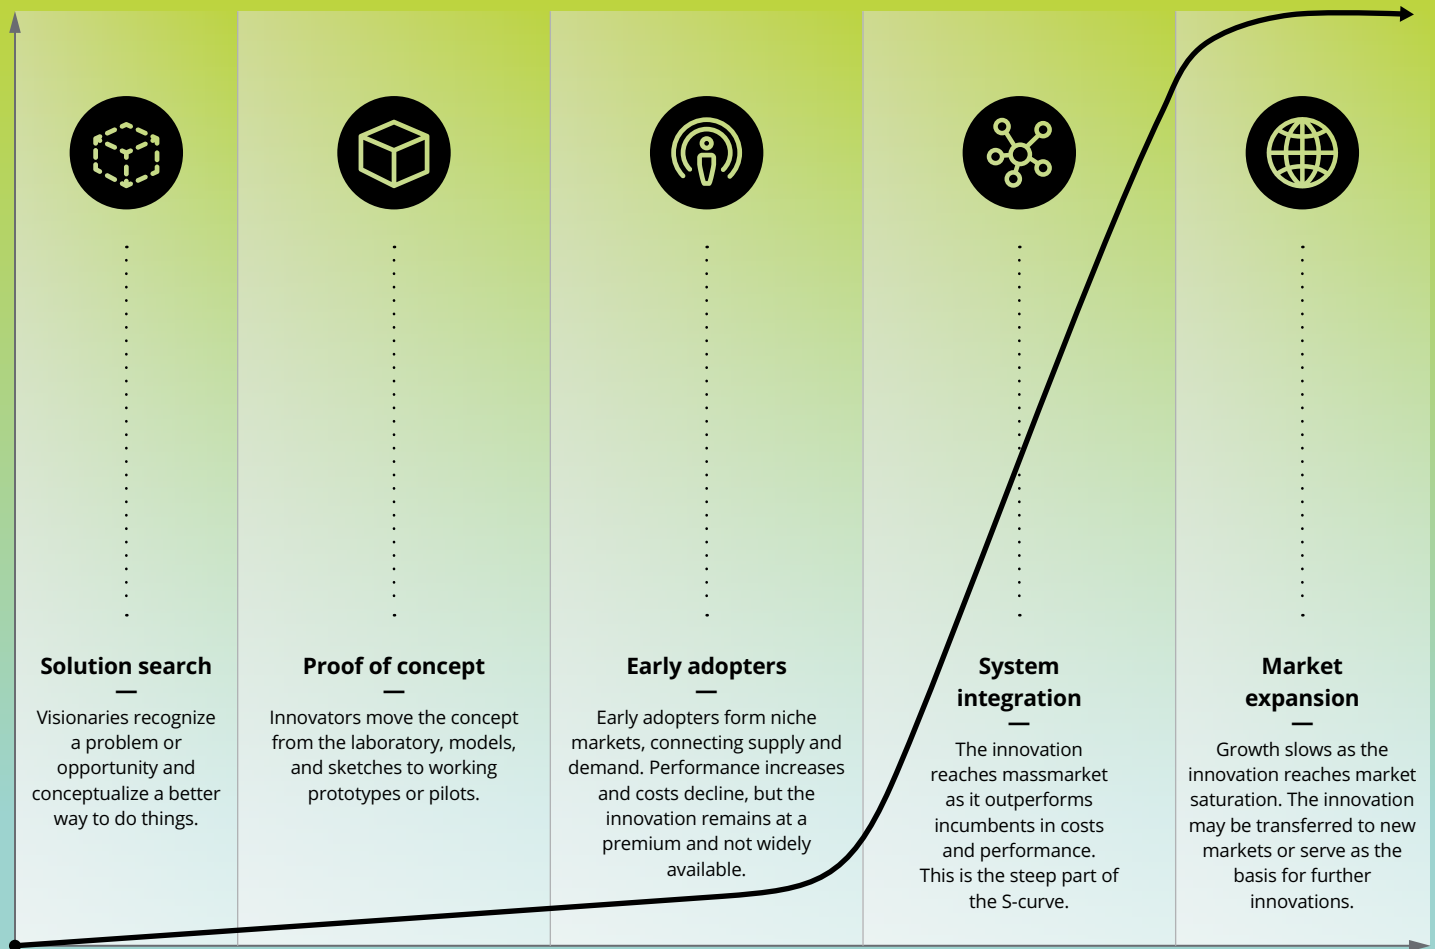 Solution search
Visionaries recognize
a problem or
opportunity and
conceptualize a better
way to do things.
Proof of concept
Innovators move the concept
from the laboratory, models,
and sketches to working
prototypes or pilots.
Early adopters
Early adopters form niche
markets, connecting supply and
demand. Performance increases
and costs decline, but the
innovation remains at a
premium and not widely
available.
System
integration
The innovation
reaches massmarket
as it outperforms
incumbents in costs
and performance.
This is the steep part of
the S-curve.
Market
expansion
Growth slows as the
innovation reaches market
saturation. The innovation
may be transferred to new
markets or serve as the
basis for further
innovations.